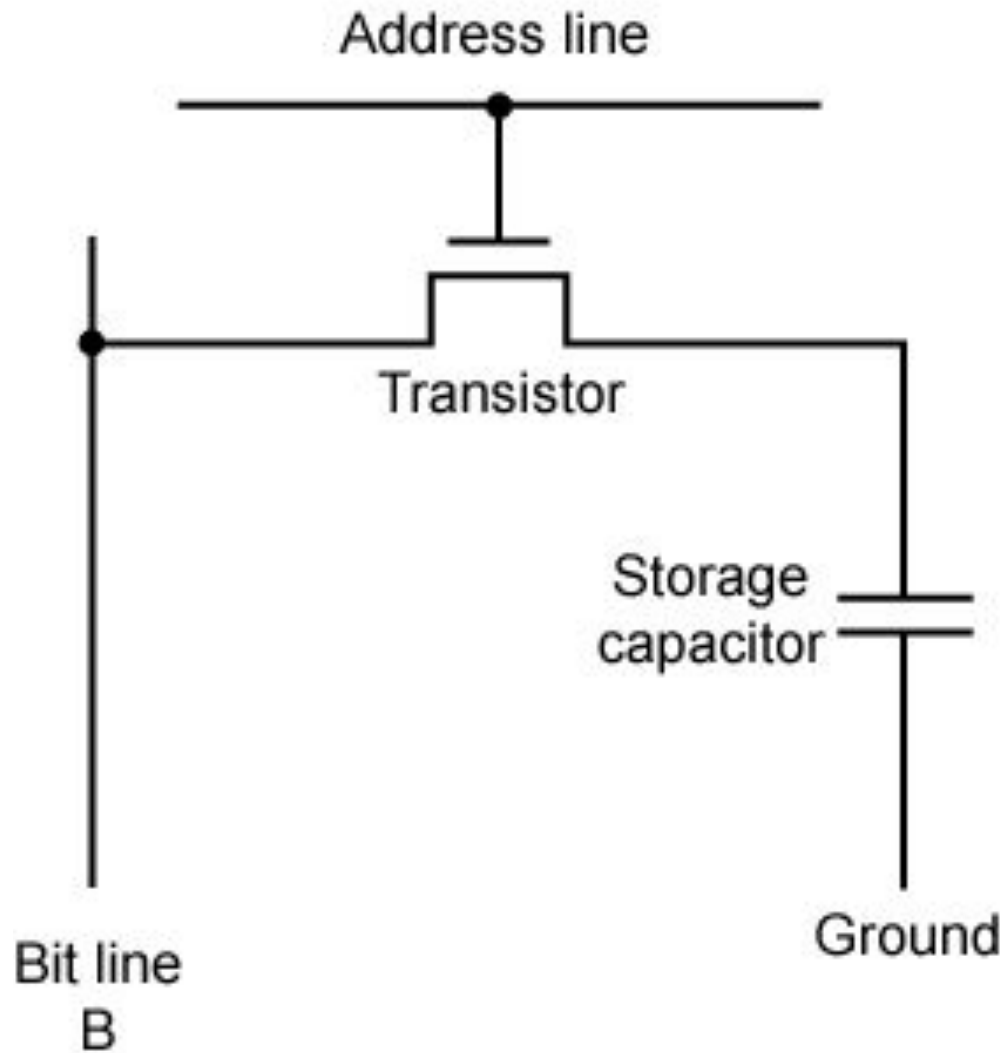 Address line
Transistor
Storage
capacitor
Ground
Bit line
B